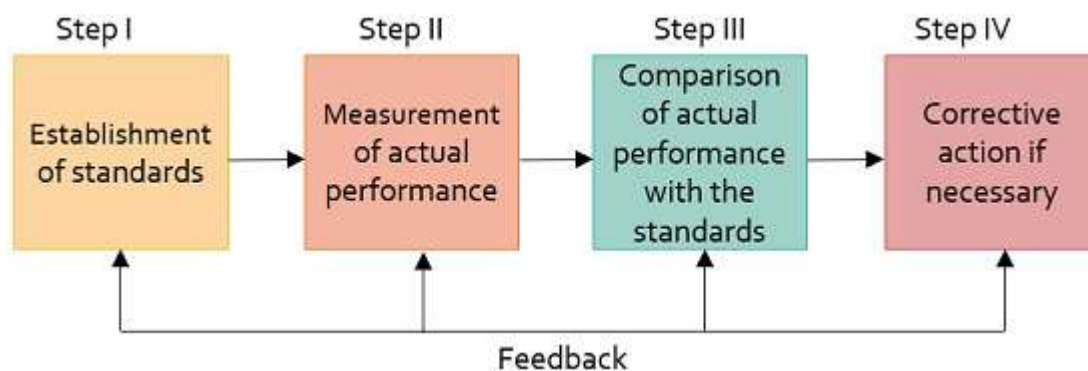 Step I
Establishment
of standards
Step II
Measurement
of actual
performance
Step III
Comparison
of actual
performance
with the
standards
Step IV
Corrective
action if
necessary
Feedback